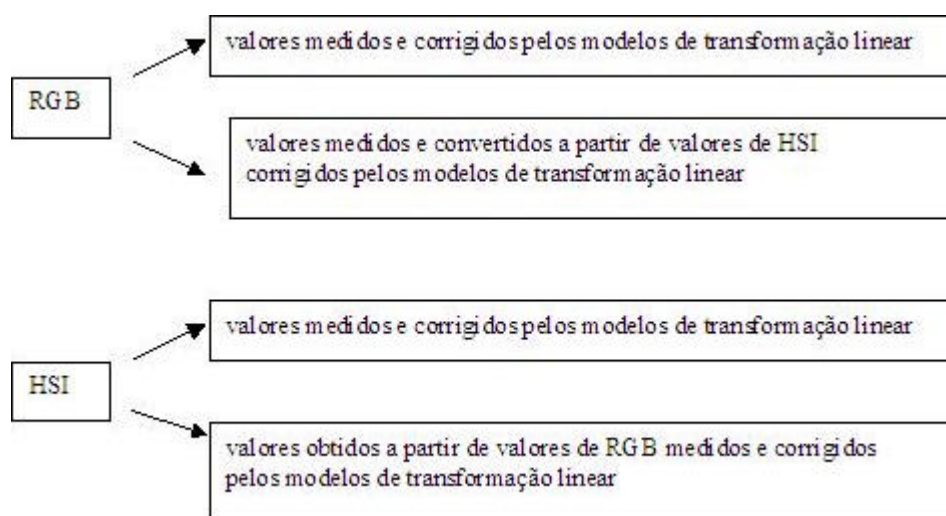 valores medidos e corrigidos pelos modelos de transformação linear
RGB
valores medidos e convertidos a partir de valores de HSI
corrigidos pelos modelos de transformação linear
valores medidos e corrigidos pelos modelos de transformação linear
HSI
valores obtidos a partir de valores de RGB medidos e corrigidos
pelos modelos de transformação linear